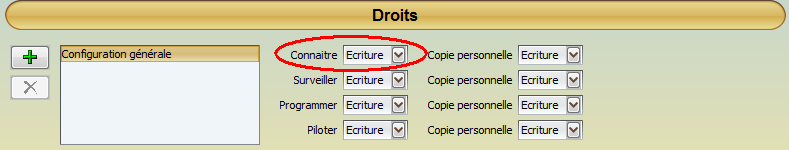 Droits
Configuration générale
Connaitre Ecriture Copie personnelle Ecriture
Surveiller Ecriture Copie personnelle Ecriture
Programmer Ecriture Copie personnelle Ecriture
Piloter Ecriture Copie personnelle Ecriture